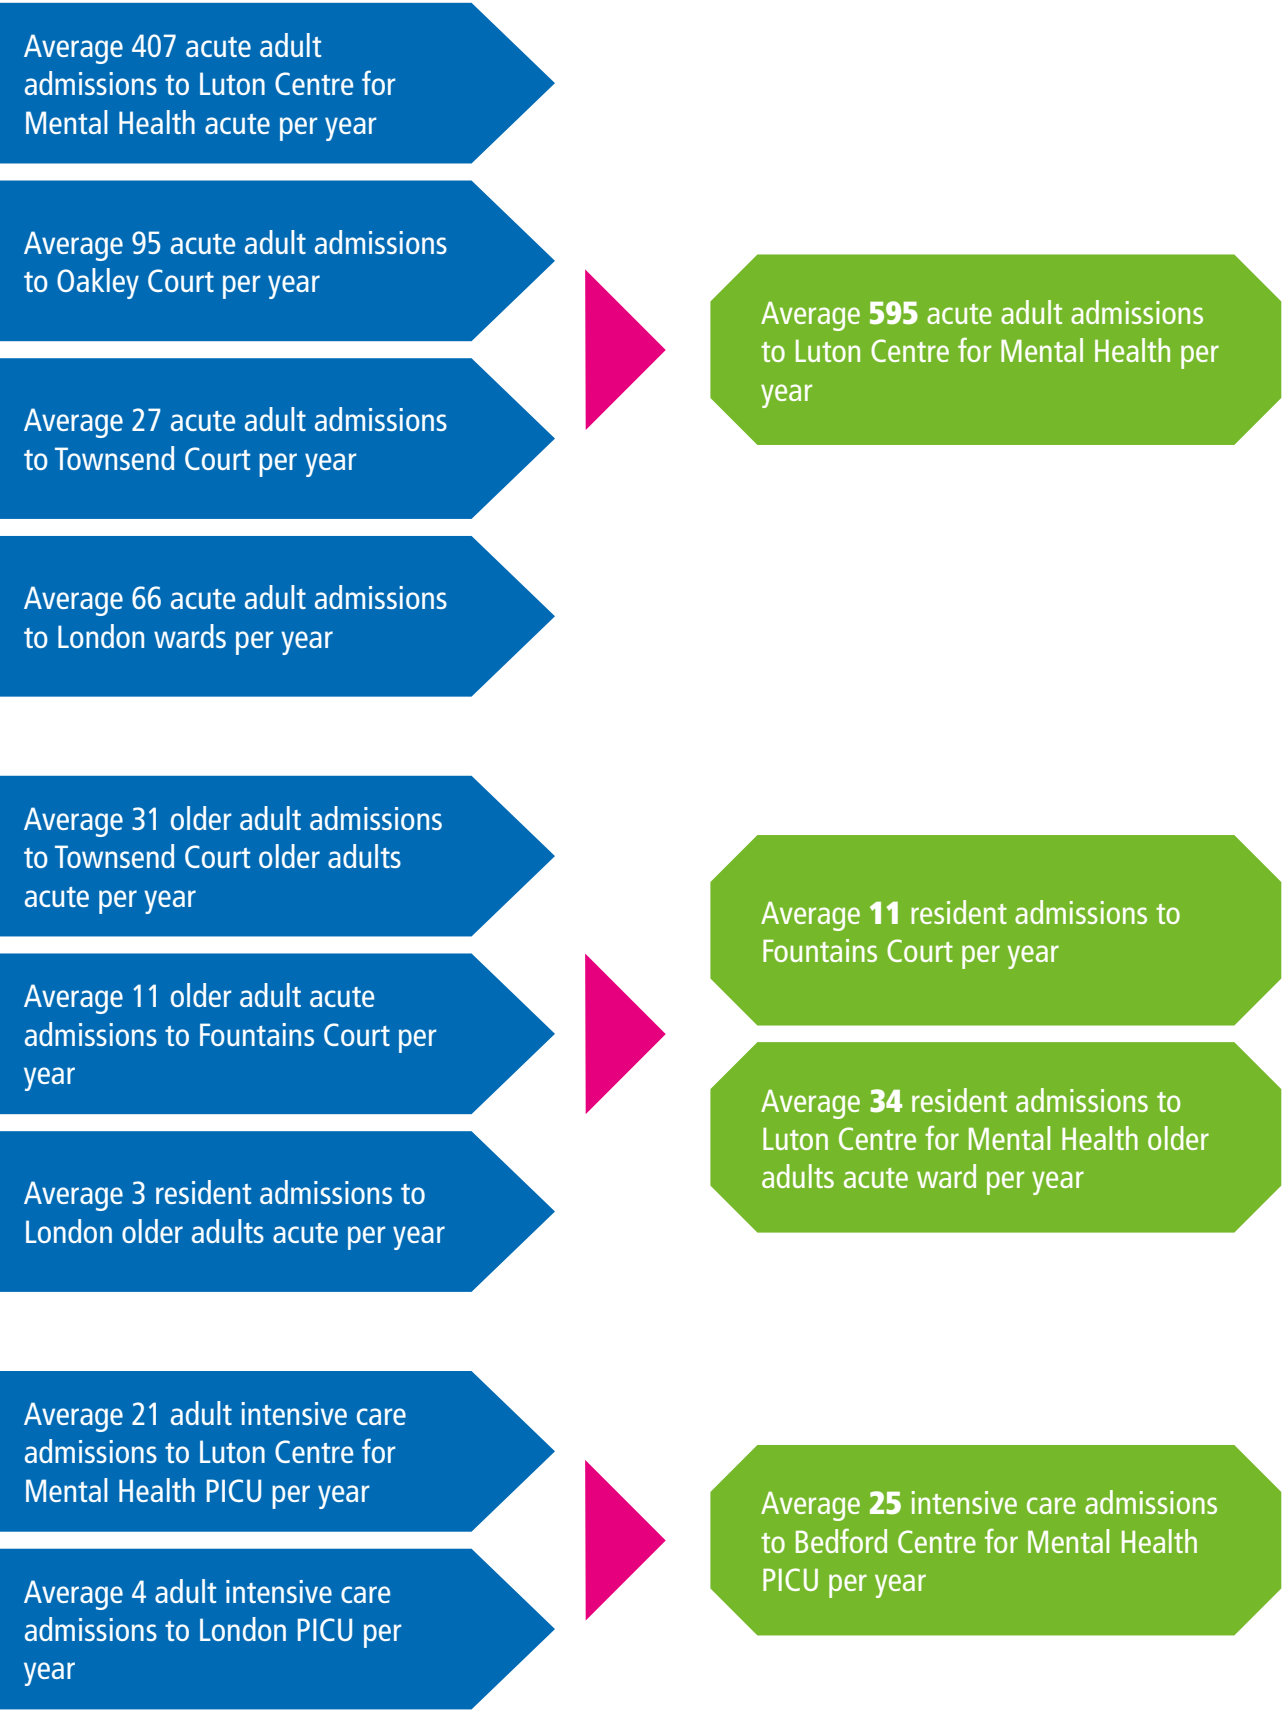 Average 407 acute adult
admissions to Luton Centre for
Mental Health acute per year
Average 95 acute adult admissions
to Oakley Court per year
Average 27 acute adult admissions
to Townsend Court per year
Average 66 acute adult admissions
to London wards per year
Average 595 acute adult admissions
to Luton Centre for Mental Health per
year
Average 31 older adult admissions
to Townsend Court older adults
acute per year
Average 11 older adult acute
admissions to Fountains Court per
year
Average 3 resident admissions to
London older adults acute per year
Average 11 resident admissions to
Fountains Court per year
Average 34 resident admissions to
Luton Centre for Mental Health older
adults acute ward per year
Average 21 adult intensive care
admissions to Luton Centre for
Mental Health PICU per year
Average 4 adult intensive care
admissions to London PICU per
year
Average 25 intensive care admissions
to Bedford Centre for Mental Health
PICU per year